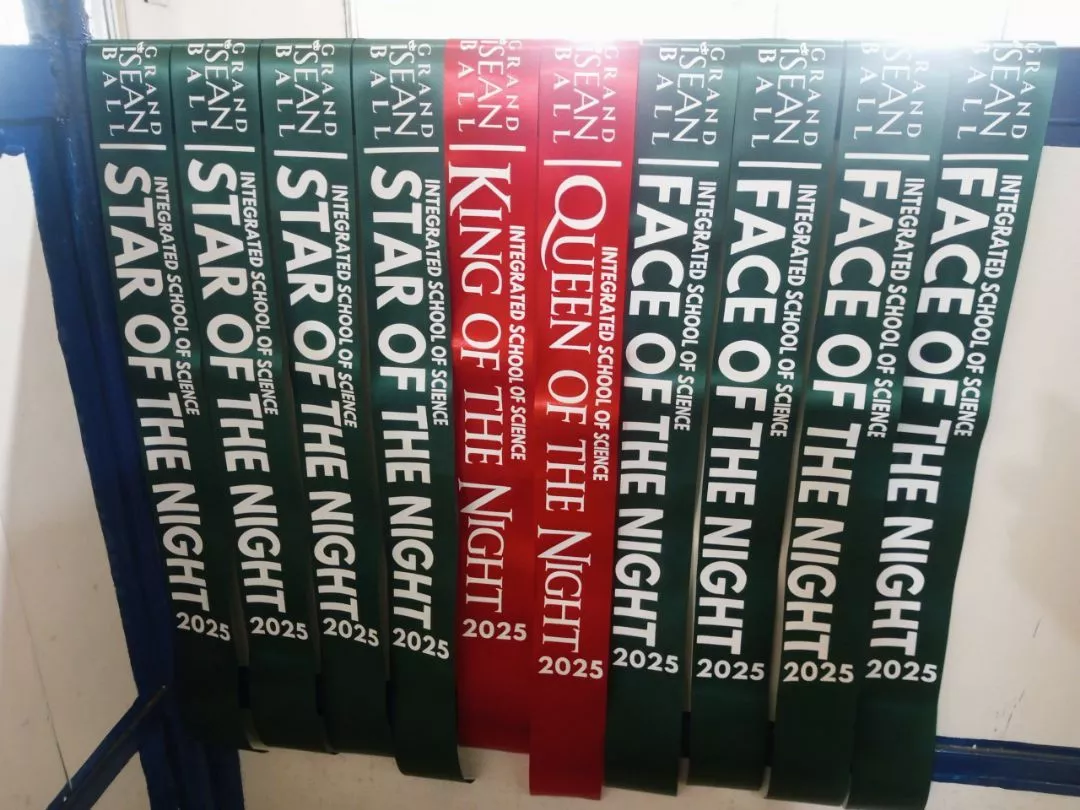 GRAND
ISEAN
BALL
INTEGRATED SCHOOL OF SCIENCE
STAR OF THE NIGHT
2025
GRAND
ISEAN
BALL
INTEGRATED SCHOOL OF SCIENCE
STAR OF THE NIGHT
2025
GRAND
ISEAN
BALL
INTEGRATED SCHOOL OF SCIENCE
STAR OF THE NIGHT
2025
GRAND
ISEAN
BALL
INTEGRATED SCHOOL OF SCIENCE
STAR OF THE NIGHT
2025
GRAND
ISEAN
BALL
INTEGRATED SCHOOL OF SCIENCE
KING OF THE NIGHT
2025
GRAND
ISEAN
BALL
INTEGRATED SCHOOL OF SCIENCE
QUEEN OF THE NIGHT
2025
GRAND
ISEAN
BALL
INTEGRATED SCHOOL OF SCIENCE
FACE OF THE NIGHT
2025
GRAND
ISEAN
BALL
INTEGRATED SCHOOL OF SCIENCE
FACE OF THE NIGHT
2025
GRAND
ISEAN
BALL
INTEGRATED SCHOOL OF SCIENCE
FACE OF THE NIGHT
2025
GRAND
ISEAN
BALL
INTEGRATED SCHOOL OF SCIENCE
FACE OF THE NIGHT
2025